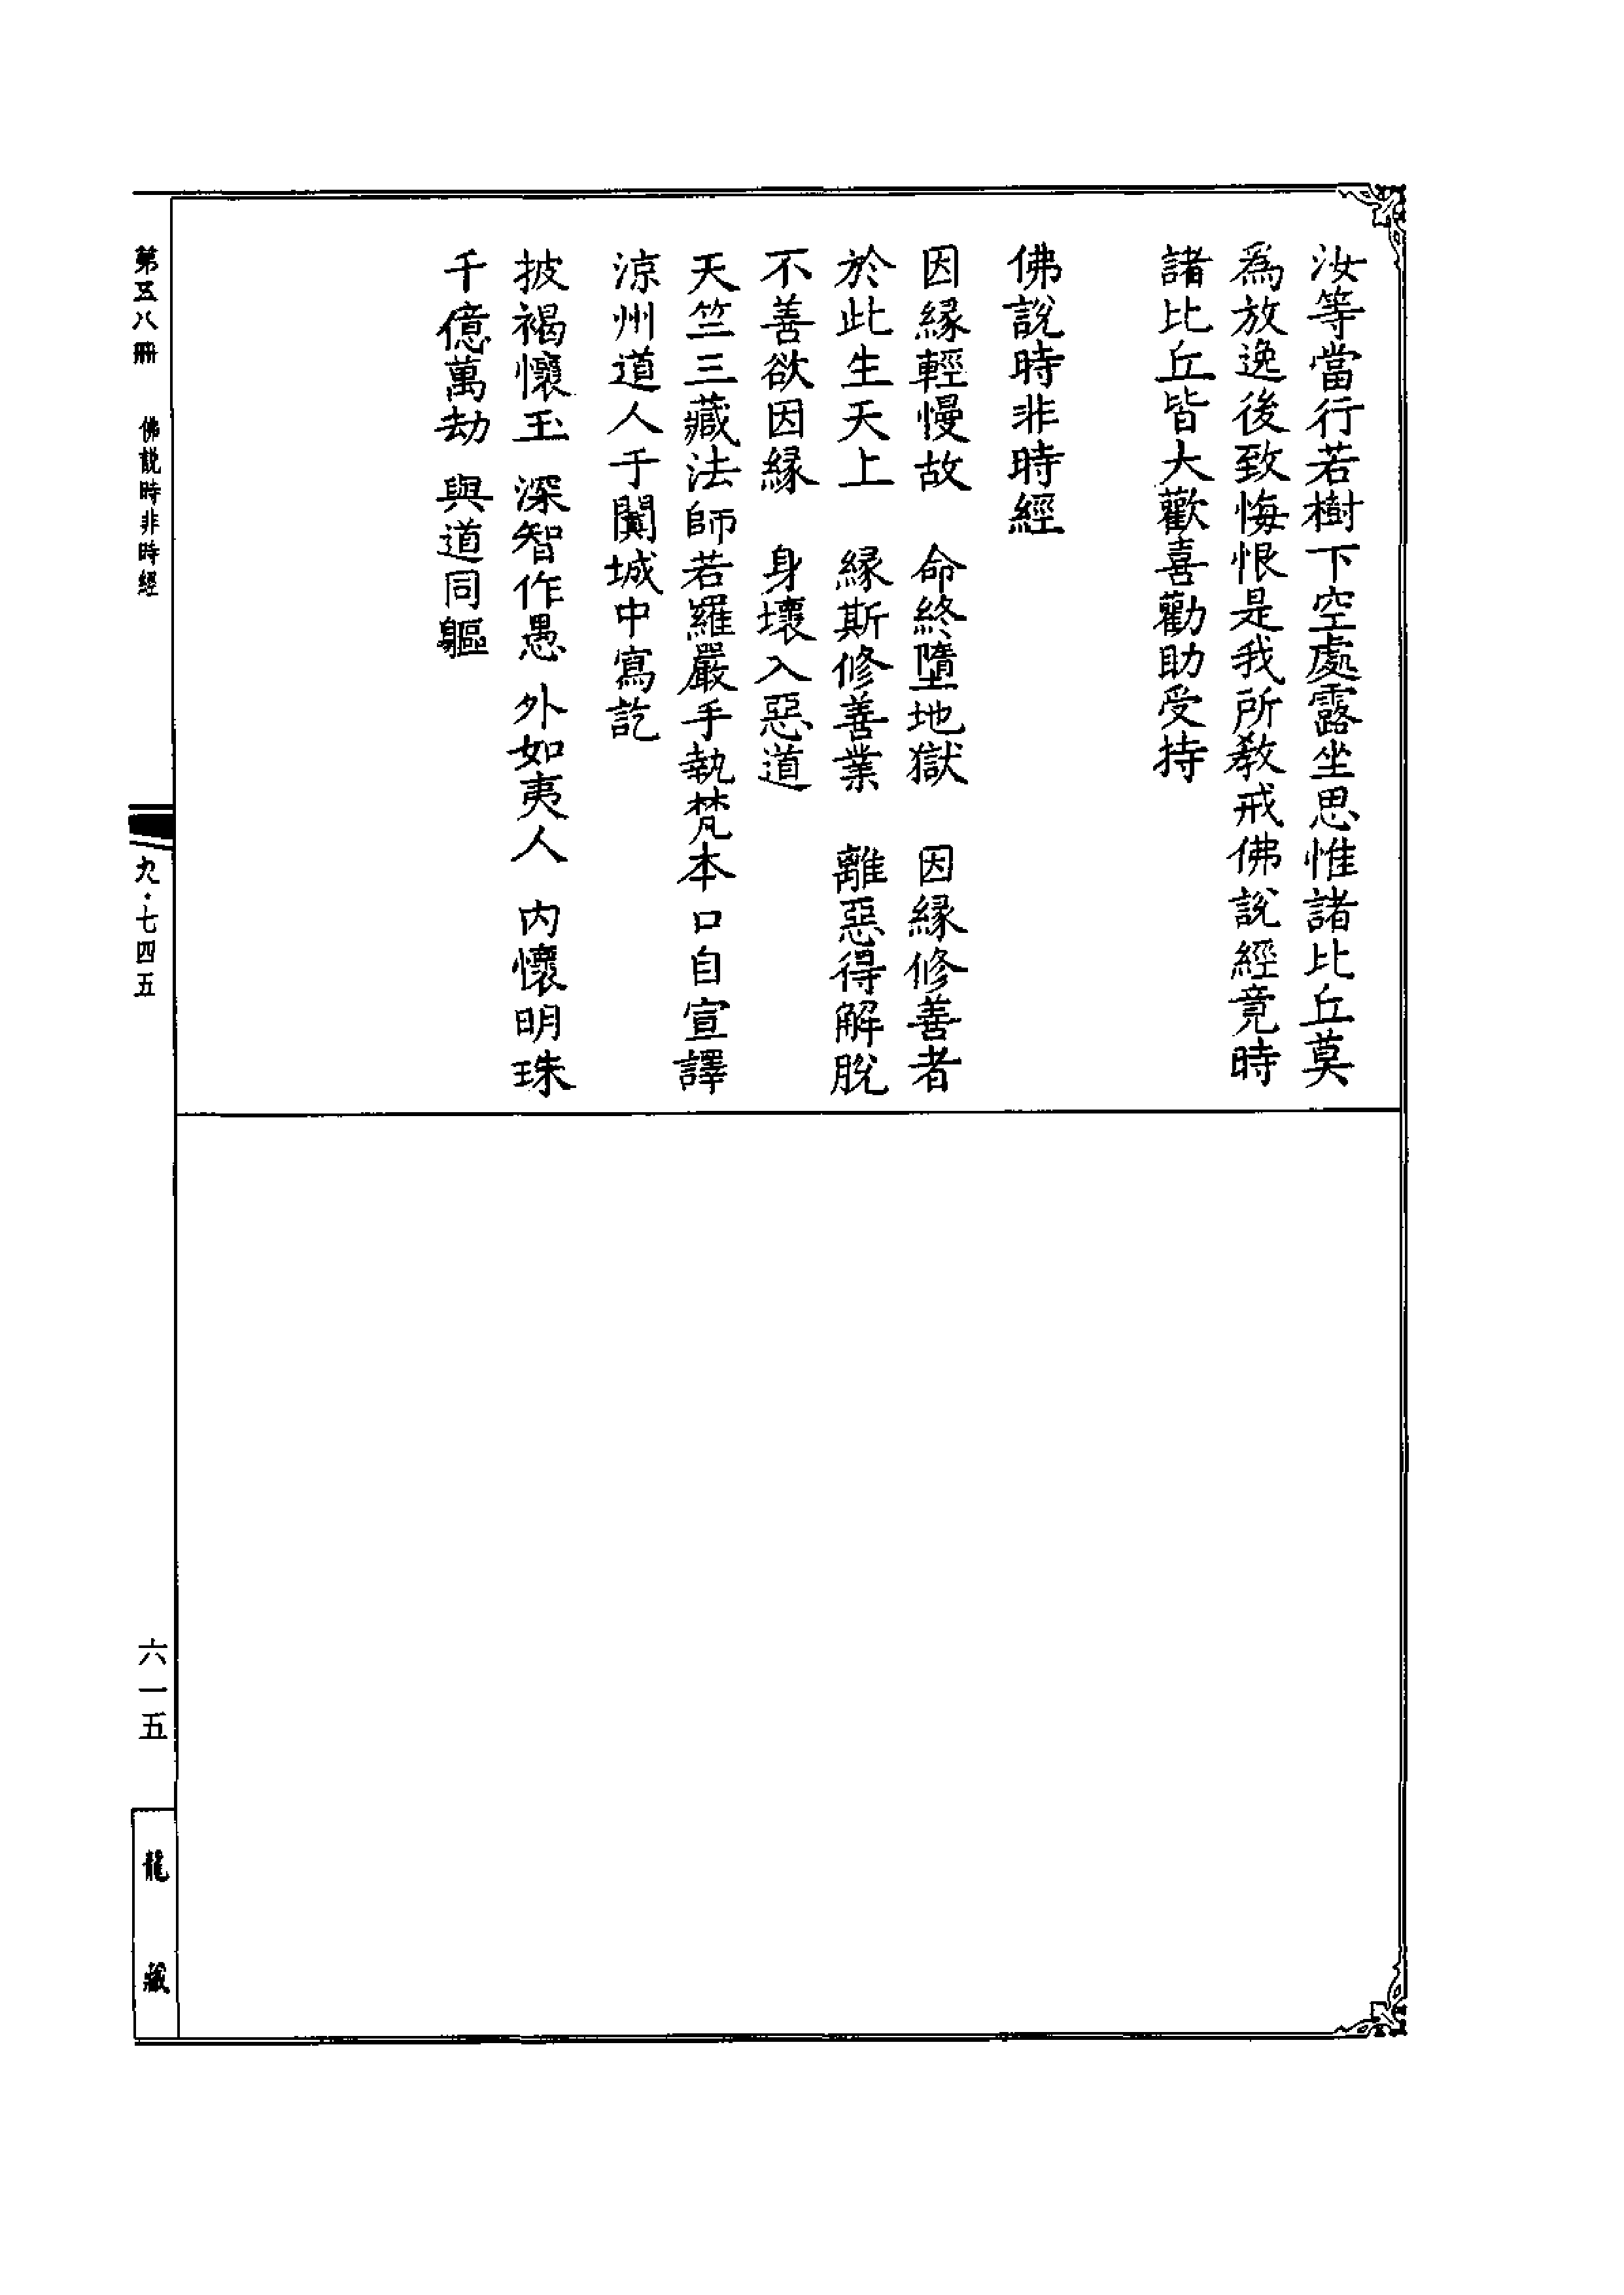 汝等當行若樹下空處露坐思惟諸比丘莫
為放逸後致悔恨是我所教戒佛說經竟時
諸比丘皆大歡喜勸助受持
佛說時非時經
因緣輕慢故　命終墮地獄　因緣修善者
於此生天上　緣斯修善業　離惡得解脫
不善欲因緣　身壞入惡道
天竺三藏法師若羅嚴手執梵本口自宣譯
涼州道人于闐城中寫訖
披褐懷玉　深智作愚　外如夷人　內懷明珠
千億萬劫　與道同軀
第五八冊　佛説時非時經
九·七四五
六一五
龍藏